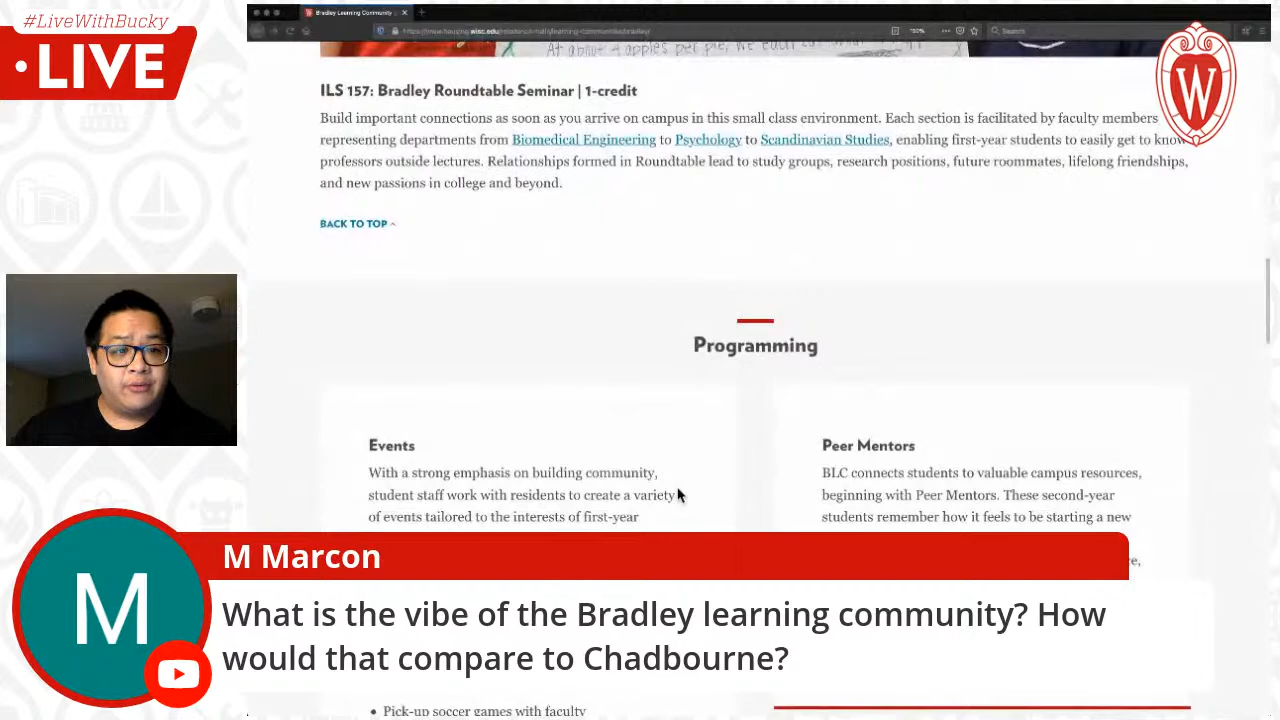 #LiveWithBucky
LIVE
Bradley Learning Community
W
ILS 157: Bradley Roundtable Seminar | 1-credit
Build important connections as soon as you arrive on campus in this small class environment. Each section is facilitated by faculty members
representing departments from Biomedical Engineering to Psychology to Scandinavian Studies, enabling first-year students to easily get to know
professors outside lectures. Relationships formed in Roundtable lead to study groups, research positions, future roommates, lifelong friendships,
and new passions in college and beyond.
BACK TO TOP
Programming
Events
With a strong emphasis on building community,
student staff work with residents to create a variety
of events tailored to the interests of first-year
Peer Mentors
BLC connects students to valuable campus resources,
beginning with Peer Mentors. These second-year
students remember how it feels to be starting a new
M
M Marcon
What is the vibe of the Bradley learning community? How
would that compare to Chadbourne?
Pick-up soccer games with faculty